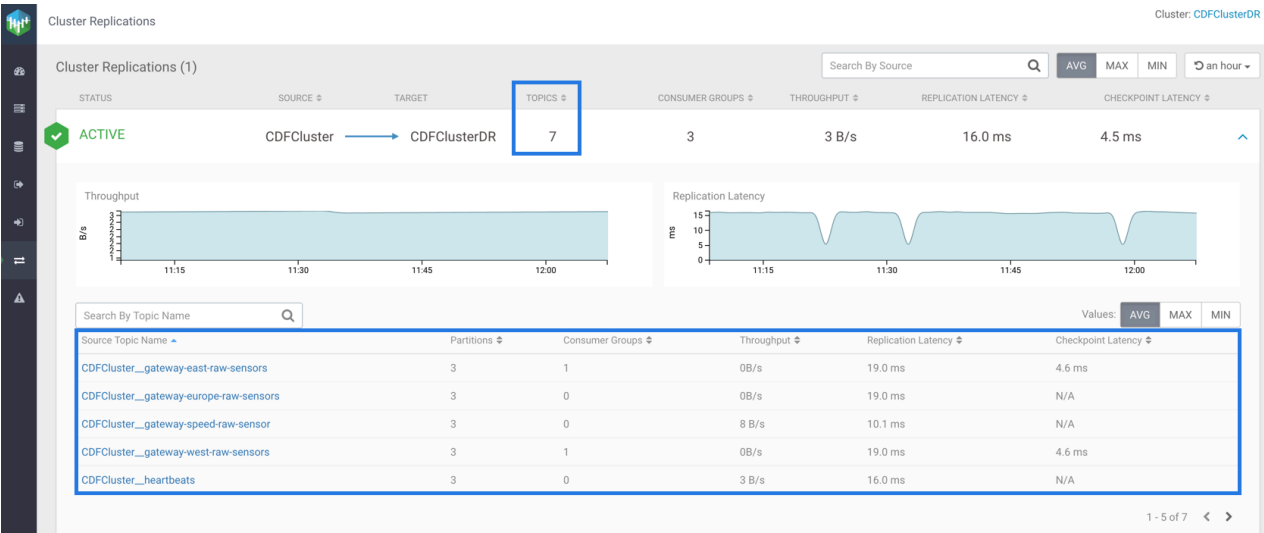 Cluster Replications
Cluster: CDFClusterDR
Cluster Replications (1)
Search By Source
AVG MAX MIN
an hour
STATUS SOURCE TARGET TOPICS CONSUMER GROUPS THROUGHPUT REPLICATION LATENCY CHECKPOINT LATENCY
ACTIVE CDFCluster CDFClusterDR 7 3 3 B/s 16.0 ms 4.5 ms
Throughput
B/s
3
1
11:15 11:30 11:45 12:00
Replication Latency
ms
15
10
5
0
11:15 11:30 11:45 12:00
Search By Topic Name
Values: AVG MAX MIN
Source Topic Name Partitions Consumer Groups Throughput Replication Latency Checkpoint Latency
CDFCluster__gateway-east-raw-sensors 3 1 0B/s 19.0 ms 4.6 ms
CDFCluster__gateway-europe-raw-sensors 3 0 0B/s 19.0 ms N/A
CDFCluster__gateway-speed-raw-sensor 3 0 8 B/s 10.1 ms N/A
CDFCluster__gateway-west-raw-sensors 3 1 0B/s 19.0 ms 4.6 ms
CDFCluster__heartbeats 3 0 3 B/s 16.0 ms N/A
1 - 5 of 7